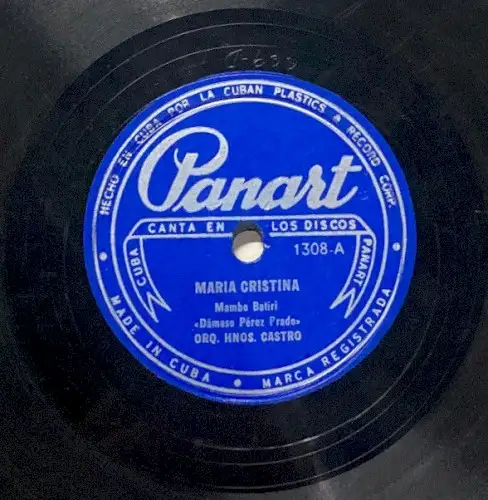 C-635
HECHO EN CUBA POR LA CUBAN PLASTICS & RECORD CORP.
Panart
CANTA EN LOS DISCOS
CUBA
PANART
1308-A
MARIA CRISTINA
Mambo Batiri
«Dámaso Pérez Prado»
ORQ. HNOS. CASTRO
MADE IN CUBA • MARCA REGISTRADA